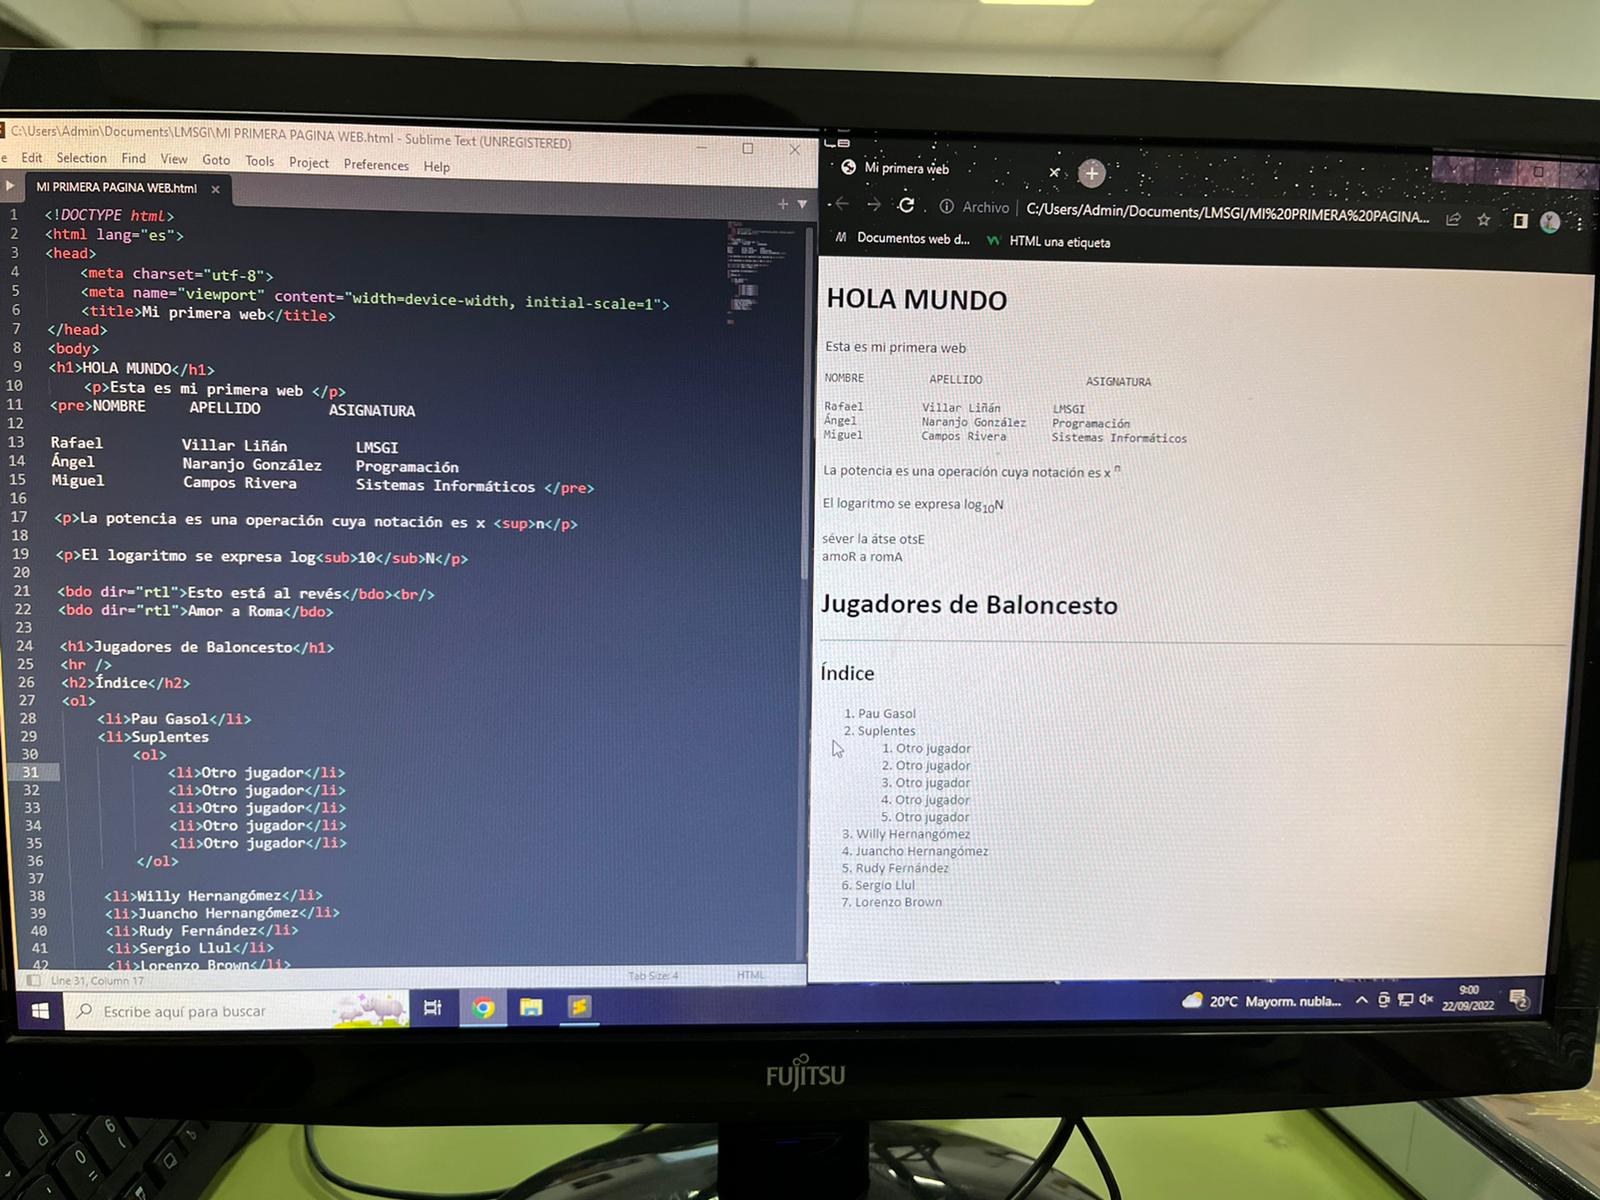 C:\Users\Admin\Documents\LMSGI\MI PRIMERA PAGINA WEB.html - Sublime Text (UNREGISTERED)
e Edit Selection Find View Goto Tools Project Preferences Help
MI PRIMERA PAGINA WEB.html
1 <!DOCTYPE html>
2 <html lang="es">
3 <head>
4 <meta charset="utf-8">
5 <meta name="viewport" content="width=device-width, initial-scale=1">
6 <title>Mi primera web</title>
7 </head>
8 <body>
9 <h1>HOLA MUNDO</h1>
10 <p>Esta es mi primera web </p>
11 <pre>NOMBRE APELLIDO ASIGNATURA
12
13 Rafael Villar Liñán LMSGI
14 Ángel Naranjo González Programación
15 Miguel Campos Rivera Sistemas Informáticos </pre>
16
17 <p>La potencia es una operación cuya notación es x <sup>n</p>
18
19 <p>El logaritmo se expresa log<sub>10</sub>N</p>
20
21 <bdo dir="rtl">Esto está al revés</bdo><br/>
22 <bdo dir="rtl">Amor a Roma</bdo>
23
24 <h1>Jugadores de Baloncesto</h1>
25 <hr />
26 <h2>Índice</h2>
27 <ol>
28 <li>Pau Gasol</li>
29 <li>Suplentes
30 <ol>
31 <li>Otro jugador</li>
32 <li>Otro jugador</li>
33 <li>Otro jugador</li>
34 <li>Otro jugador</li>
35 <li>Otro jugador</li>
36 </ol>
37
38 <li>Willy Hernangómez</li>
39 <li>Juancho Hernangómez</li>
40 <li>Rudy Fernández</li>
41 <li>Sergio Llul</li>
42 <li>Lorenzo Brown</li>
Line 31, Column 17 Tab Size: 4 HTML
Mi primera web
Archivo C:/Users/Admin/Documents/LMSGI/MI%20PRIMERA%20PAGINA...
Documentos web d... HTML una etiqueta
HOLA MUNDO
Esta es mi primera web
NOMBRE APELLIDO ASIGNATURA
Rafael Villar Liñán LMSGI
Ángel Naranjo González Programación
Miguel Campos Rivera Sistemas Informáticos
La potencia es una operación cuya notación es x n
El logaritmo se expresa log10N
séver la átse otsE
amoR a romA
Jugadores de Baloncesto
Índice
1. Pau Gasol
2. Suplentes
1. Otro jugador
2. Otro jugador
3. Otro jugador
4. Otro jugador
5. Otro jugador
3. Willy Hernangómez
4. Juancho Hernangómez
5. Rudy Fernández
6. Sergio Llul
7. Lorenzo Brown
Escribe aquí para buscar
20°C Mayorm. nubla...
9:00
22/09/2022
2
FUJITSU